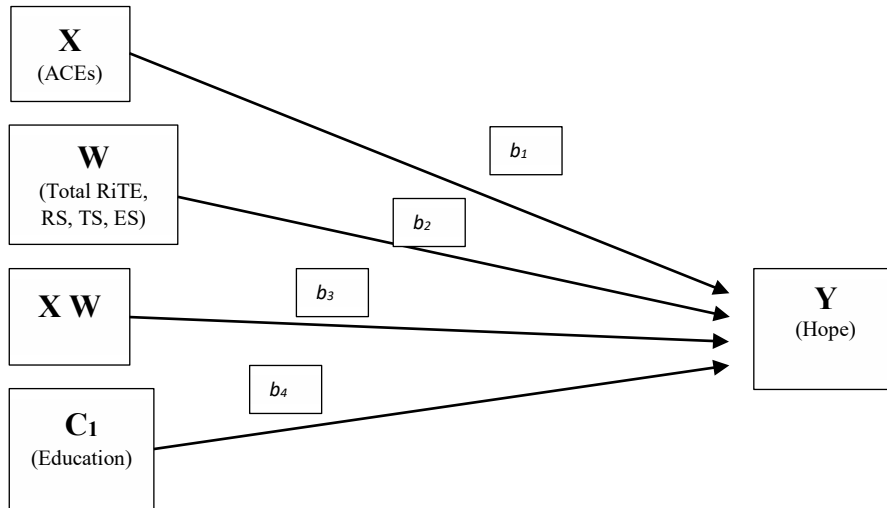 X
(ACEs)
b₁
W
(Total RiTE,
RS, TS, ES)
b₂
X W
b₃
Y
(Hope)
b₄
C₁
(Education)